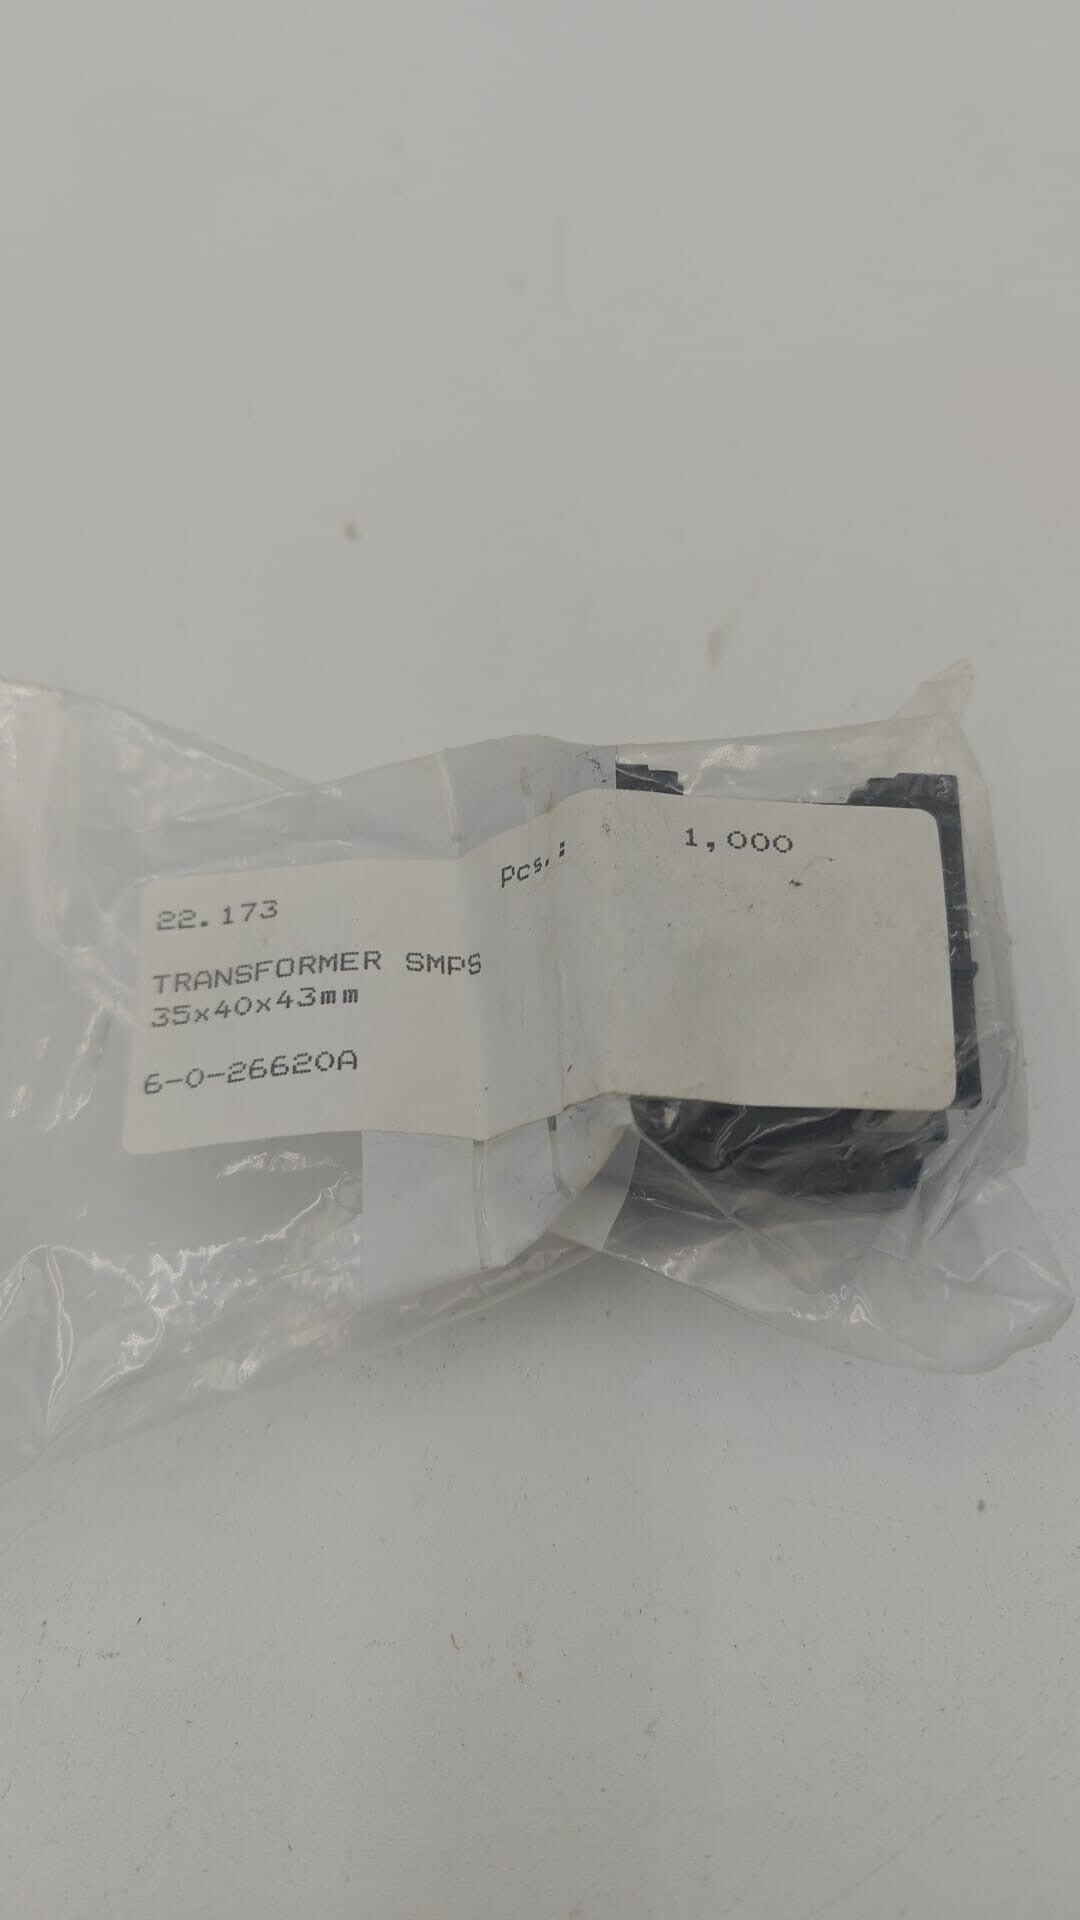 22.173 Pcs.: 1,000
TRANSFORMER SMPS
35x40x43mm
6-0-26620A